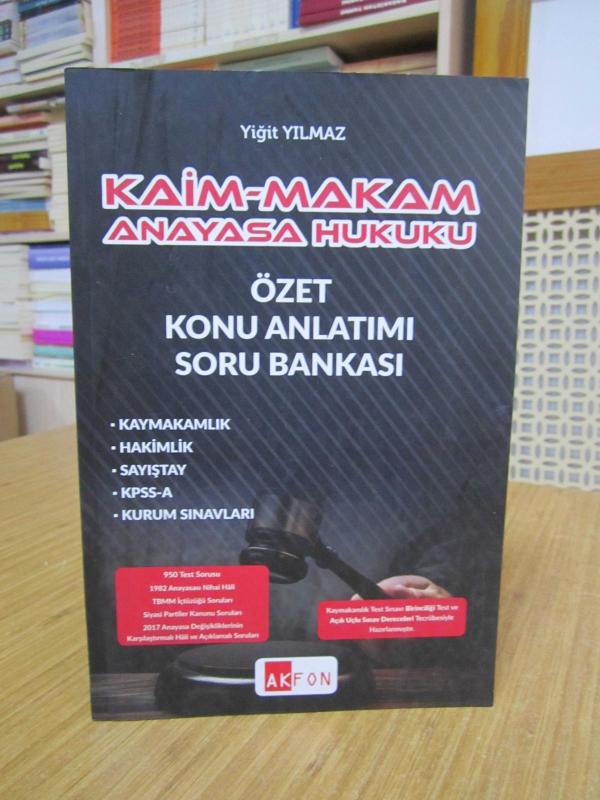 Yiğit YILMAZ
KAİM-MAKAM
ANAYASA HUKUKU
ÖZET
KONU ANLATIMI
SORU BANKASI
- KAYMAKAMLIK
- HAKİMLİK
- SAYIŞTAY
- KPSS-A
- KURUM SINAVLARI
950 Test Sorusu
1982 Anayasası Nihai Hâli
TBMM İçtüzüğü Soruları
Siyasi Partiler Kanunu Soruları
2017 Anayasa Değişikliklerinin
Karşılaştırmalı Hâli ve Açıklamalı Soruları
Kaymakamlık Test Sınavı Birinciliği Test ve
Açık Uçlu Sınav Dereceleri Tecrübesiyle
Hazırlanmıştır.
AKFON